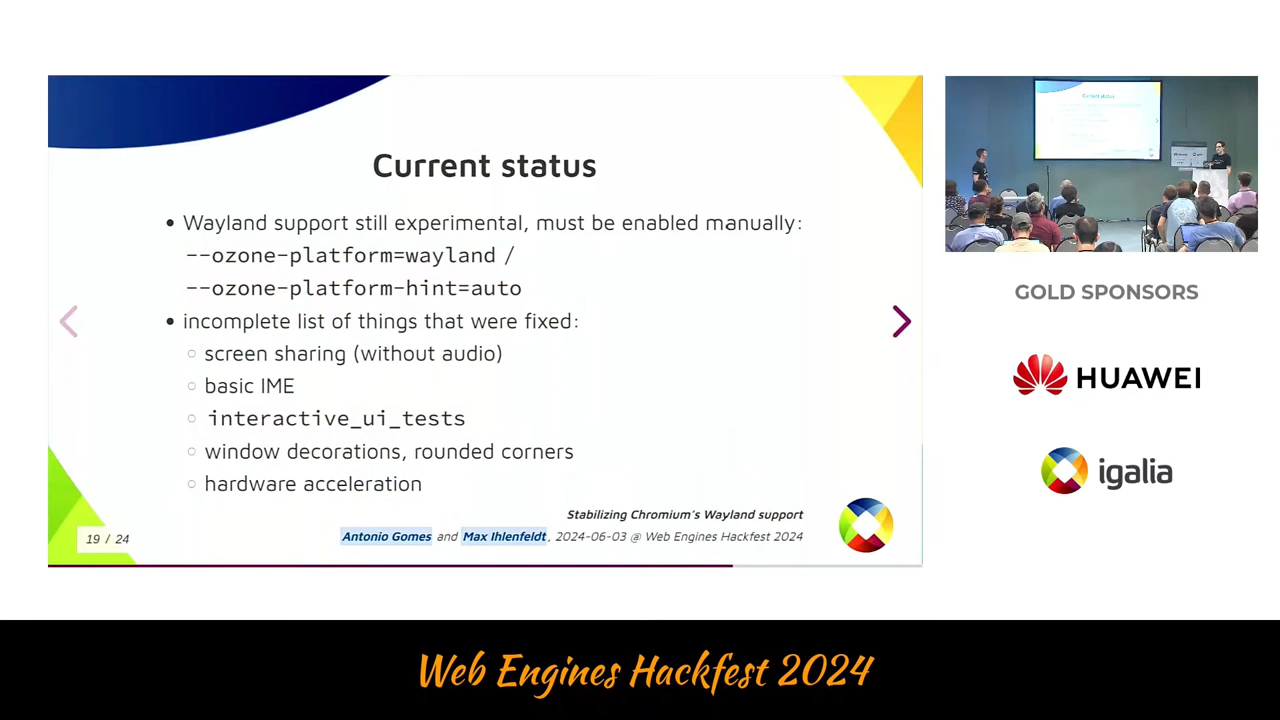 Current status
• Wayland support still experimental, must be enabled manually:
--ozone-platform=wayland /
--ozone-platform-hint=auto
• incomplete list of things that were fixed:
○ screen sharing (without audio)
○ basic IME
○ interactive_ui_tests
○ window decorations, rounded corners
○ hardware acceleration
Stabilizing Chromium's Wayland support
Antonio Gomes and Max Ihlenfeldt, 2024-06-03 @ Web Engines Hackfest 2024
19 / 24
Current status
GOLD SPONSORS
HUAWEI
igalia
Web Engines Hackfest 2024